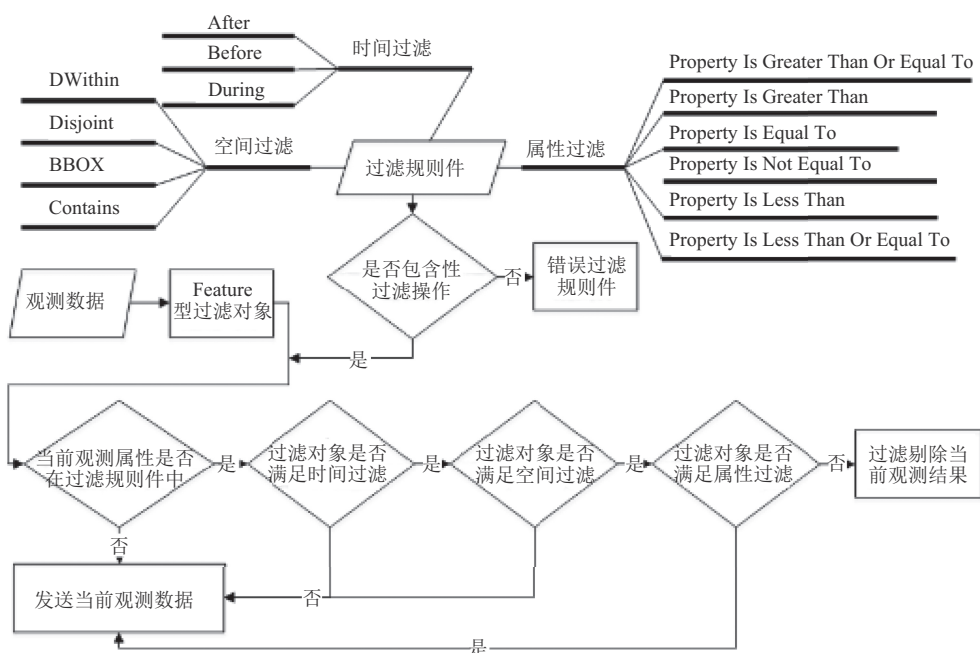 After
Before
During
时间过滤
DWithin
Disjoint
BBOX
Contains
空间过滤
过滤规则件
属性过滤
Property Is Greater Than Or Equal To
Property Is Greater Than
Property Is Equal To
Property Is Not Equal To
Property Is Less Than
Property Is Less Than Or Equal To
是否包含性
过滤操作
否
错误过滤
规则件
是
观测数据
Feature
型过滤对象
当前观测属性是否
在过滤规则件中
是
过滤对象是否
满足时间过滤
是
过滤对象是否
满足空间过滤
是
过滤对象是否
满足属性过滤
否
过滤剔除当
前观测结果
否
发送当前观测数据
否
是